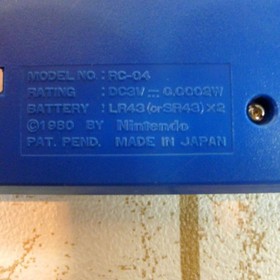 MODEL NO. : RC-04
RATING : DC3V ⎓ 0.0002W
BATTERY : LR43 (or SR43) × 2
©1980 BY Nintendo
PAT. PEND. MADE IN JAPAN